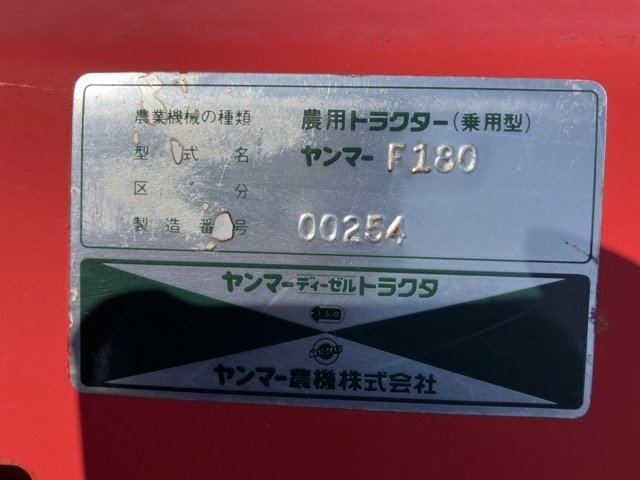 農業機械の種類 農用トラクター(乗用型)
型式名 ヤンマー F180
区分
製造番号 00254
ヤンマーディーゼルトラクタ
ISO
ヤンマー農機株式会社